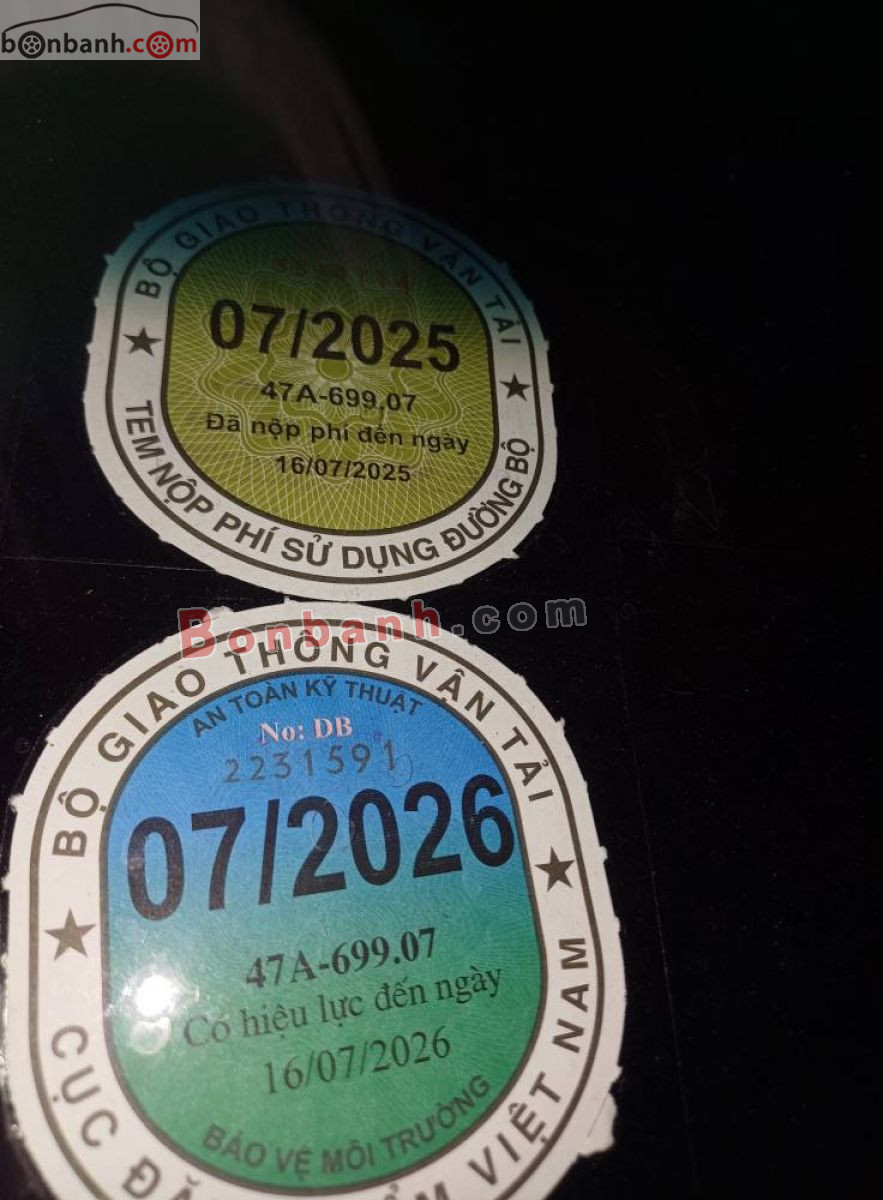 bonbanh.com
BỘ GIAO THÔNG VẬN TẢI
07/2025
47A-699.07
Đã nộp phí đến ngày
16/07/2025
TEM NỘP PHÍ SỬ DỤNG ĐƯỜNG BỘ
Bonbanh.com
BỘ GIAO THÔNG VẬN TẢI
AN TOÀN KỸ THUẬT
No: DB
2231591
07/2026
47A-699.07
Có hiệu lực đến ngày
16/07/2026
BẢO VỆ MÔI TRƯỜNG
CỤC VIỆT NAM